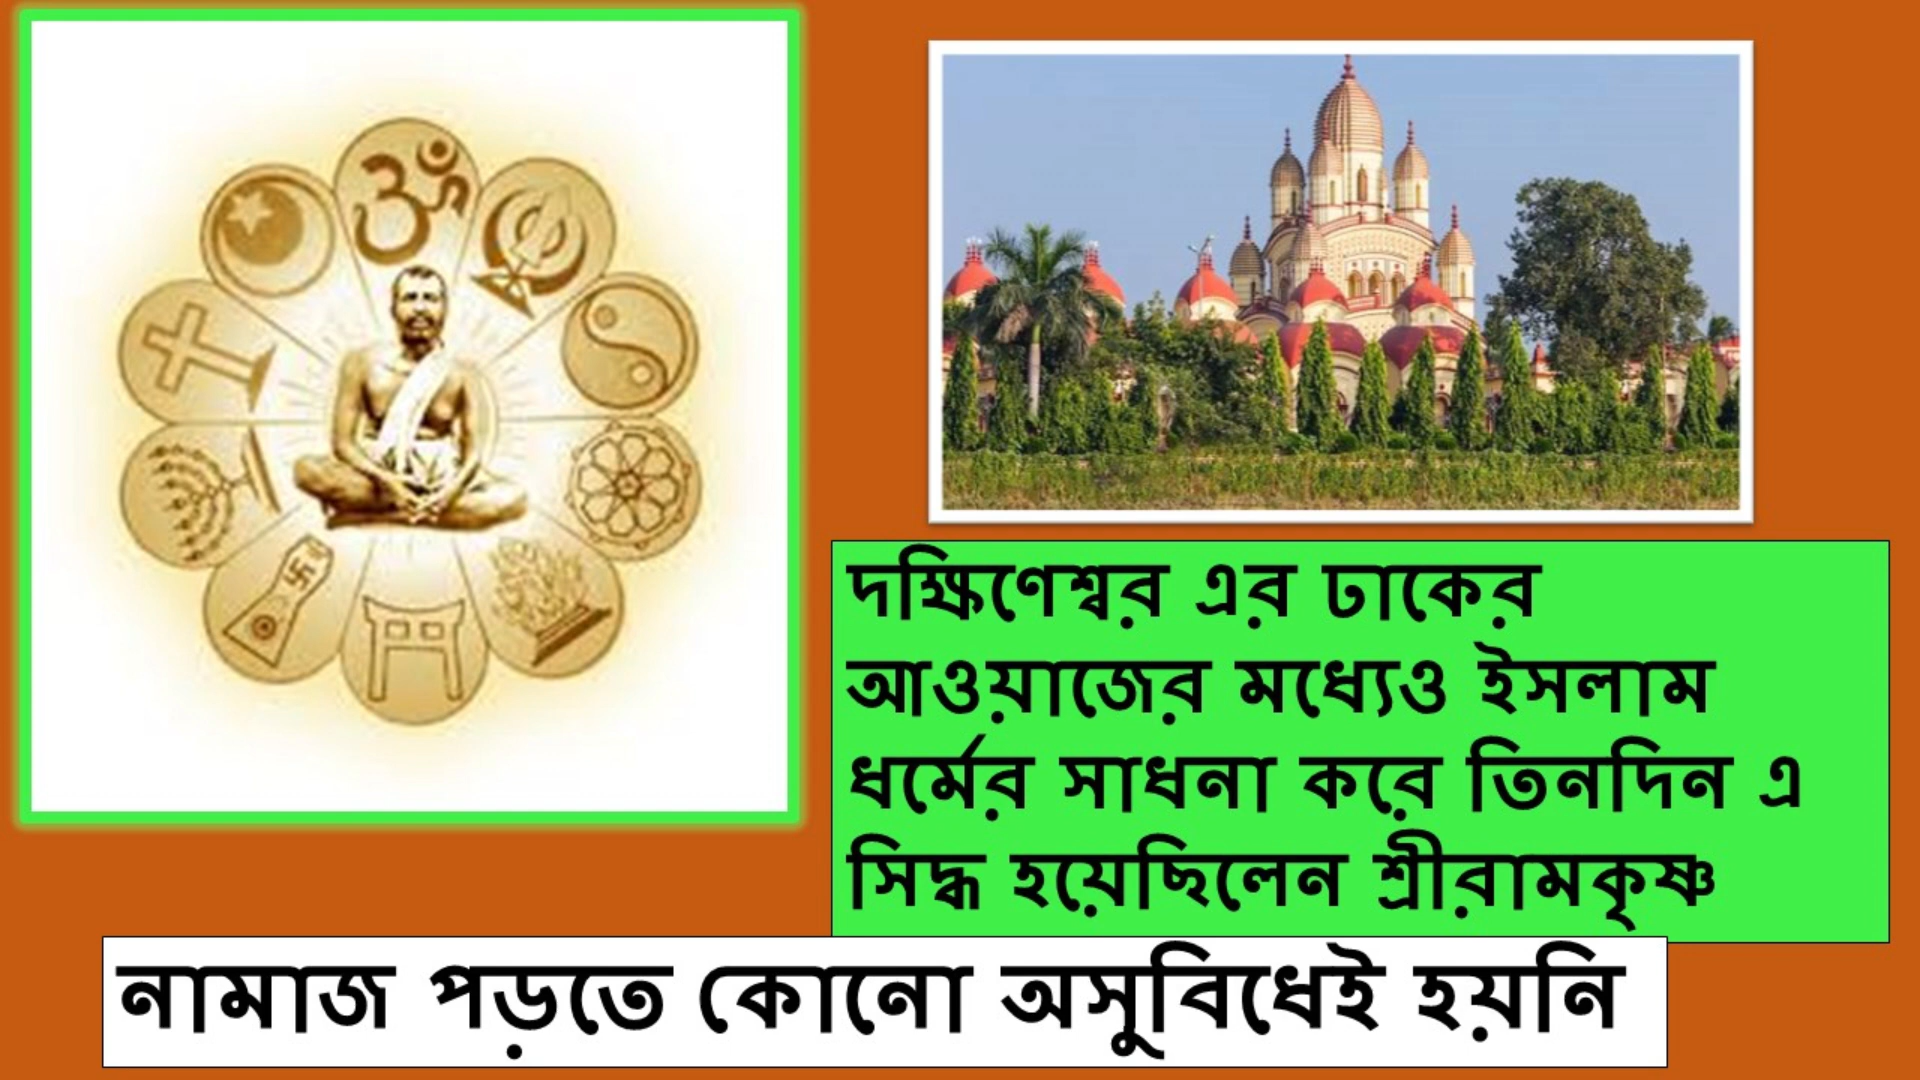 দক্ষিণেশ্বর এর ঢাকের
আওয়াজের মধ্যেও ইসলাম
ধর্মের সাধনা করে তিনদিন এ
সিদ্ধ হয়েছিলেন শ্রীরামকৃষ্ণ
নামাজ পড়তে কোনো অসুবিধেই হয়নি